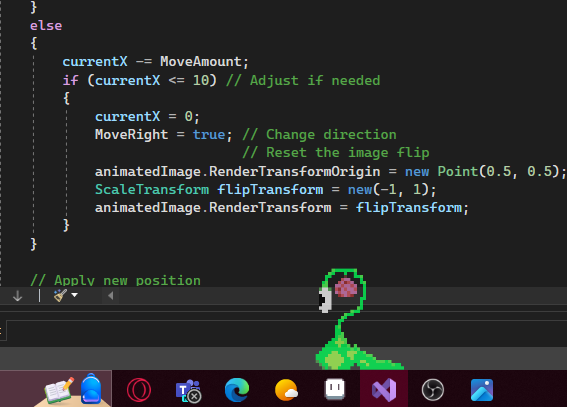 }
else
{
currentX -= MoveAmount;
if (currentX <= 10) // Adjust if needed
{
currentX = 0;
MoveRight = true; // Change direction
// Reset the image flip
animatedImage.RenderTransformOrigin = new Point(0.5, 0.5);
ScaleTransform flipTransform = new(-1, 1);
animatedImage.RenderTransform = flipTransform;
}
}
// Apply new position